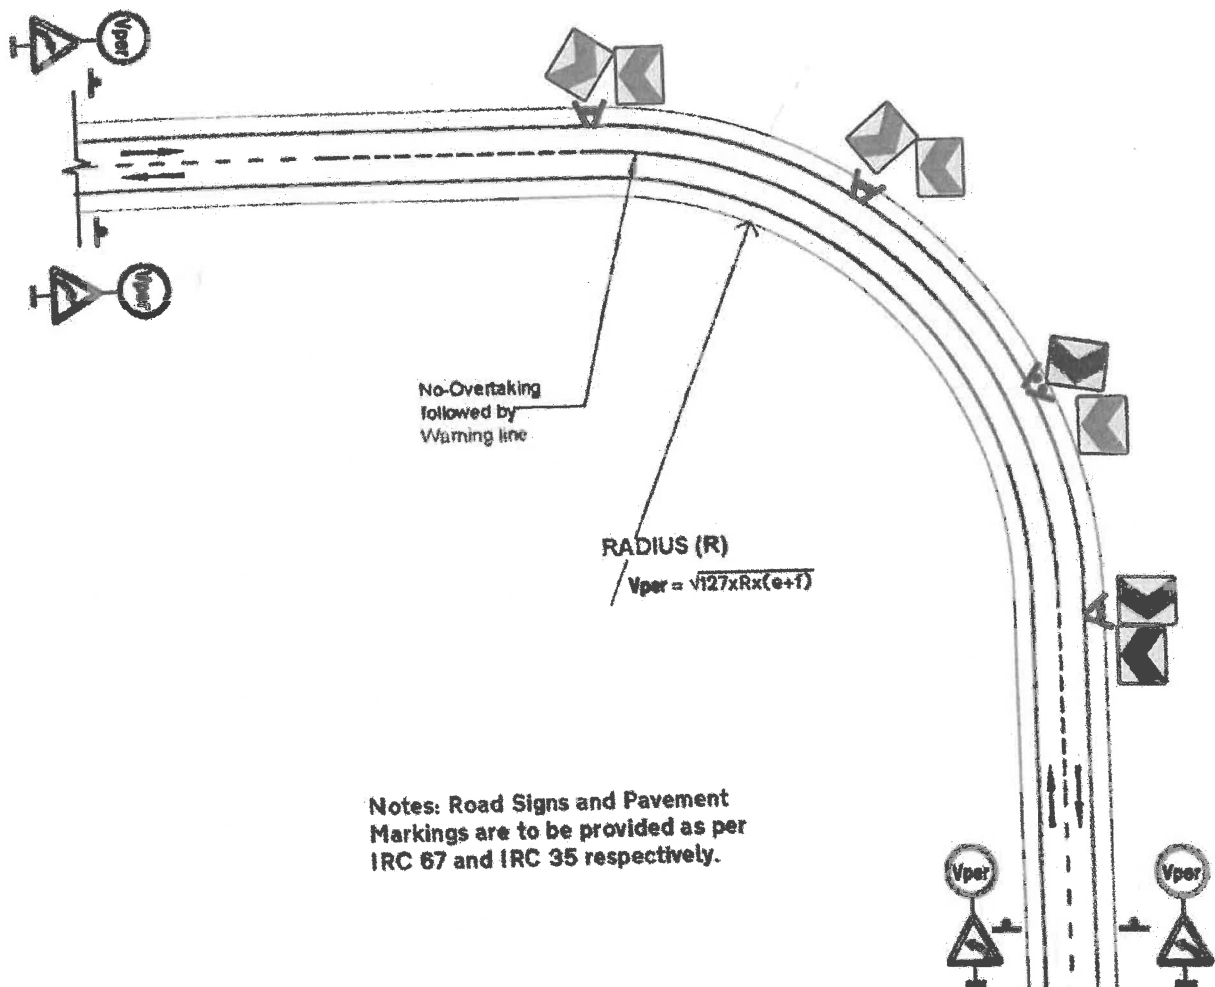 Vper
Vper
No-Overtaking
followed by
Warning line
RADIUS (R)
Vper = √127xRx(e+f)
Notes: Road Signs and Pavement
Markings are to be provided as per
IRC 67 and IRC 35 respectively.
Vper
Vper